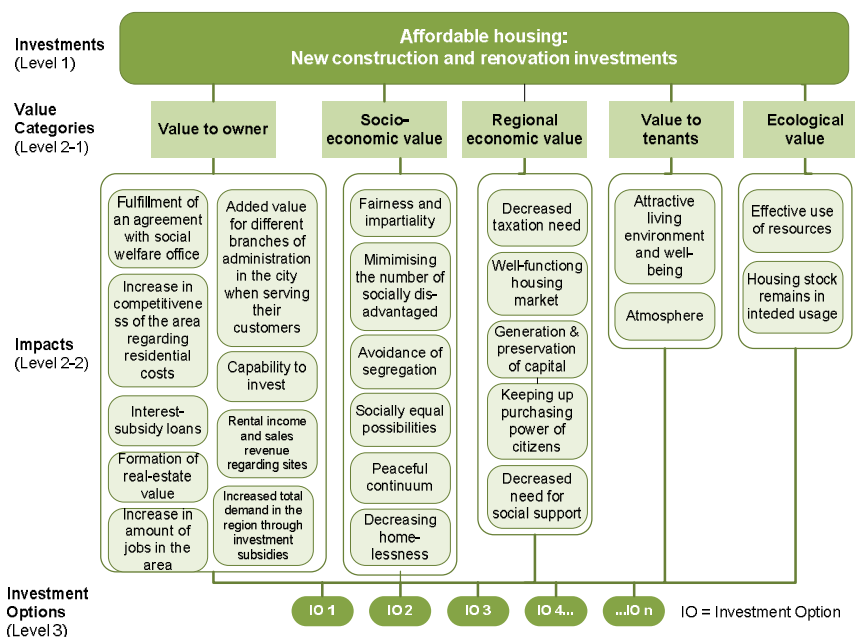 Investments
(Level 1)
Affordable housing:
New construction and renovation investments
Value
Categories
(Level 2-1)
Value to owner
Socio-
economic value
Regional
economic value
Value to
tenants
Ecological
value
Impacts
(Level 2-2)
Fulfillment of
an agreement
with social
welfare office
Increase in
competitivene
ss of the area
regarding
residential
costs
Interest-
subsidy loans
Formation of
real-estate
value
Increase in
amount of
jobs in the
area
Added value
for different
branches of
administration
in the city
when serving
their
customers
Capability to
invest
Rental income
and sales
revenue
regarding sites
Increased total
demand in the
region through
investment
subsidies
Fairness and
impartiality
Mimimising
the number of
socially dis-
advantaged
Avoidance of
segregation
Socially equal
possibilities
Peaceful
continuum
Decreasing
home-
lessness
Decreased
taxation need
Well-functiong
housing
market
Generation &
preservation
of capital
Keeping up
purchasing
power of
citizens
Decreased
need for
social support
Attractive
living
environment
and well-
being
Atmosphere
Effective use
of resources
Housing stock
remains in
inteded usage
Investment
Options
(Level 3)
IO 1
IO 2
IO 3
IO 4...
...IO n
IO = Investment Option